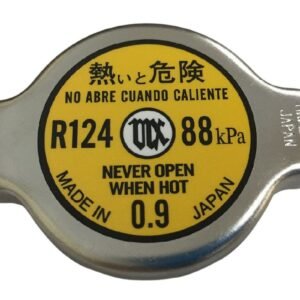 熱いと危険
NO ABRE CUANDO CALIENTE
R124 88kPa
NEVER OPEN
WHEN HOT
0.9
MADE IN JAPAN
JAPAN